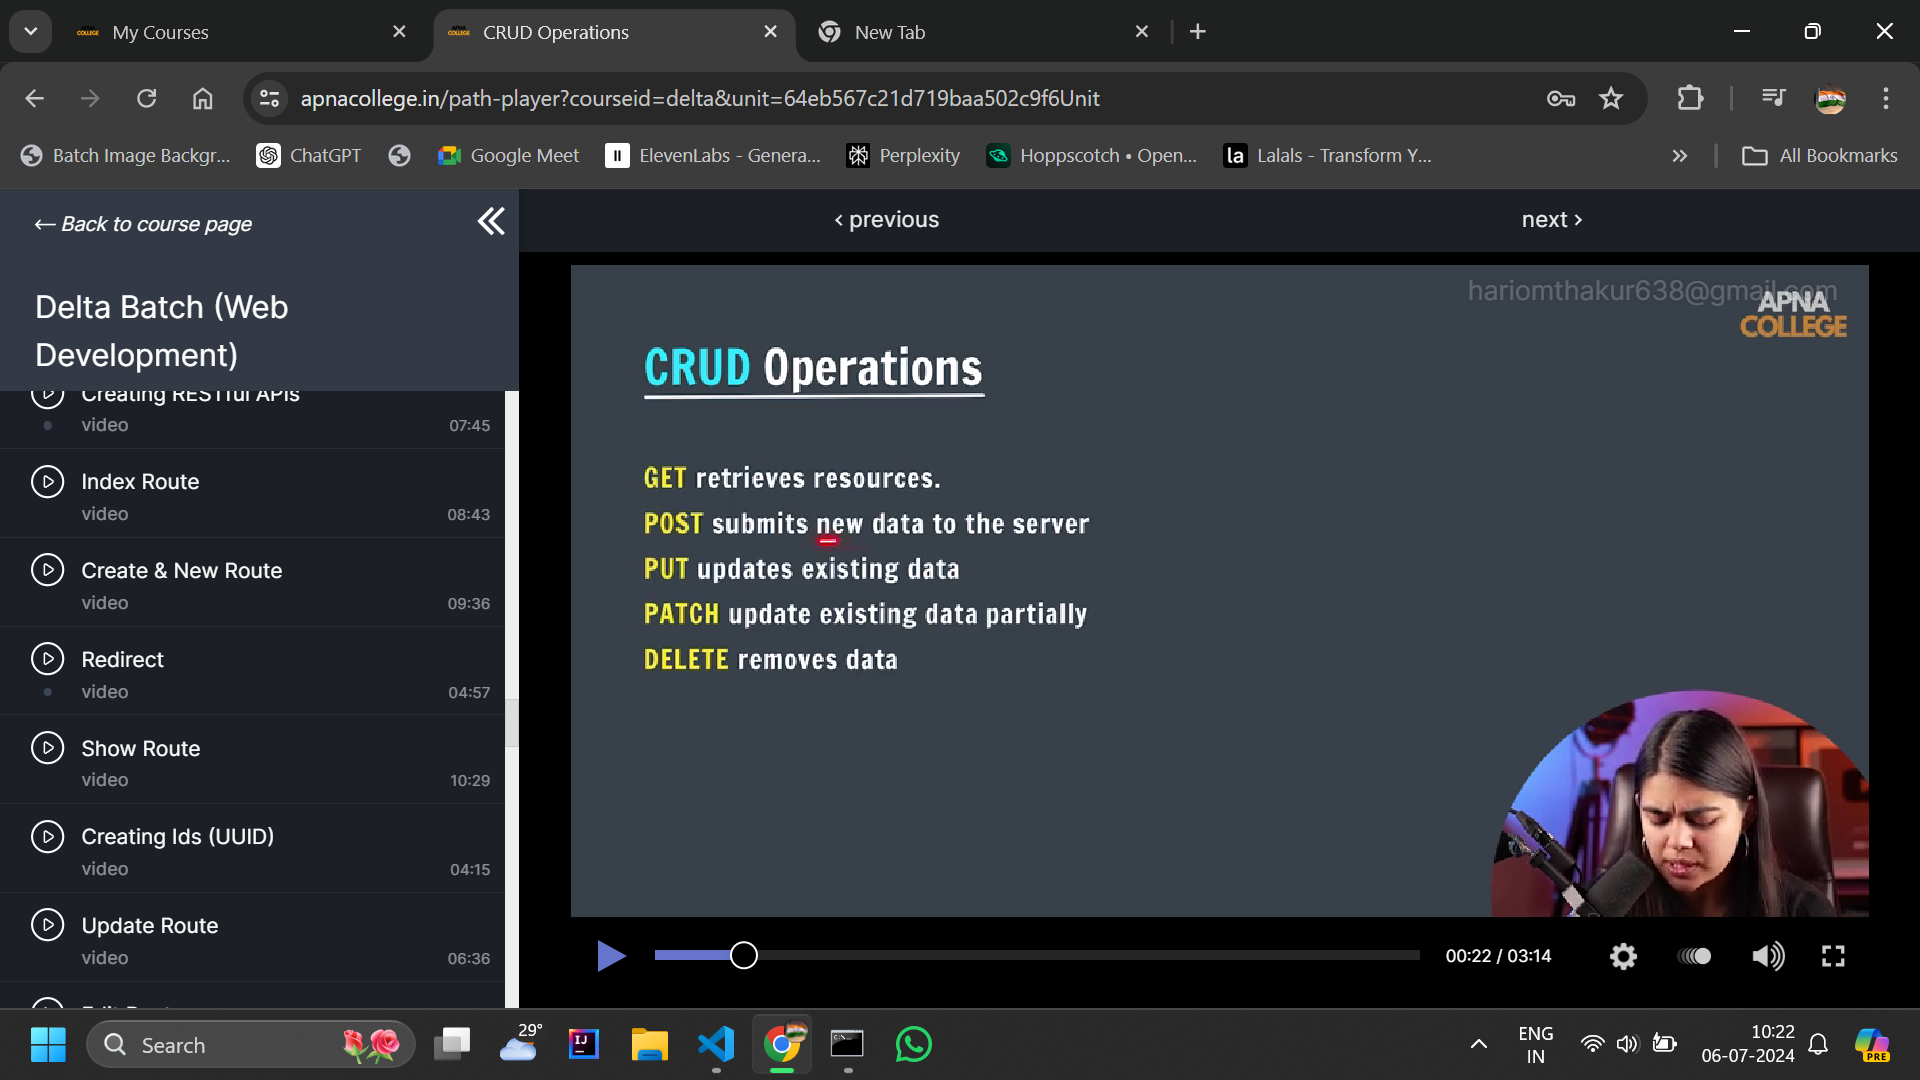 My Courses
CRUD Operations
New Tab
apnacollege.in/path-player?courseid=delta&unit=64eb567c21d719baa502c9f6Unit
Batch Image Backgr...
ChatGPT
Google Meet
ElevenLabs - Genera...
Perplexity
Hoppscotch • Open...
la
Lalals - Transform Y...
All Bookmarks
← Back to course page
‹ previous
next ›
Delta Batch (Web
Development)
Creating RESTful APIs
video 07:45
Index Route
video 08:43
Create & New Route
video 09:36
Redirect
video 04:57
Show Route
video 10:29
Creating Ids (UUID)
video 04:15
Update Route
video 06:36
hariomthakur638@gmail.com
APNA
COLLEGE
CRUD Operations
GET retrieves resources.
POST submits new data to the server
PUT updates existing data
PATCH update existing data partially
DELETE removes data
00:22 / 03:14
Search
29°
IJ
ENG
IN
10:22
06-07-2024
PRE